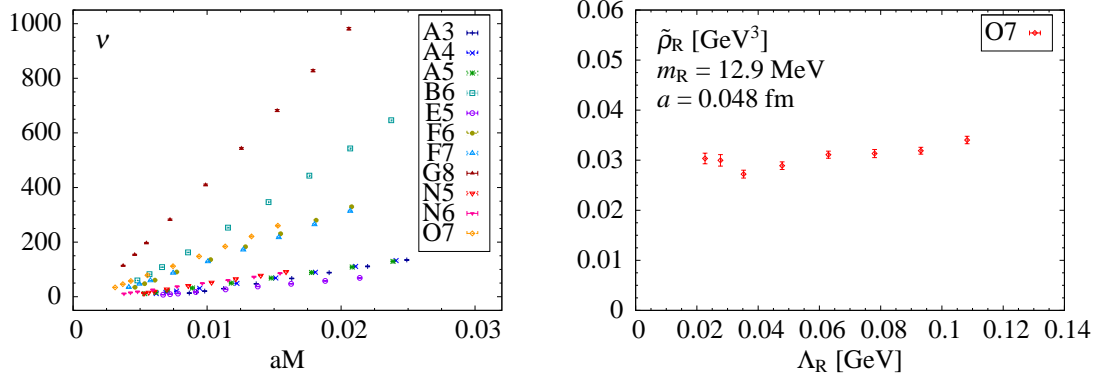 ν
1000
800
600
400
200
0
0
0.01
0.02
0.03
aM
A3
A4
A5
B6
E5
F6
F7
G8
N5
N6
O7
0.06
0.05
0.04
0.03
0.02
0.01
0
0
0.02
0.04
0.06
0.08
0.1
0.12
0.14
Λ_R [GeV]
ρ̃_R [GeV³]
m_R = 12.9 MeV
a = 0.048 fm
O7